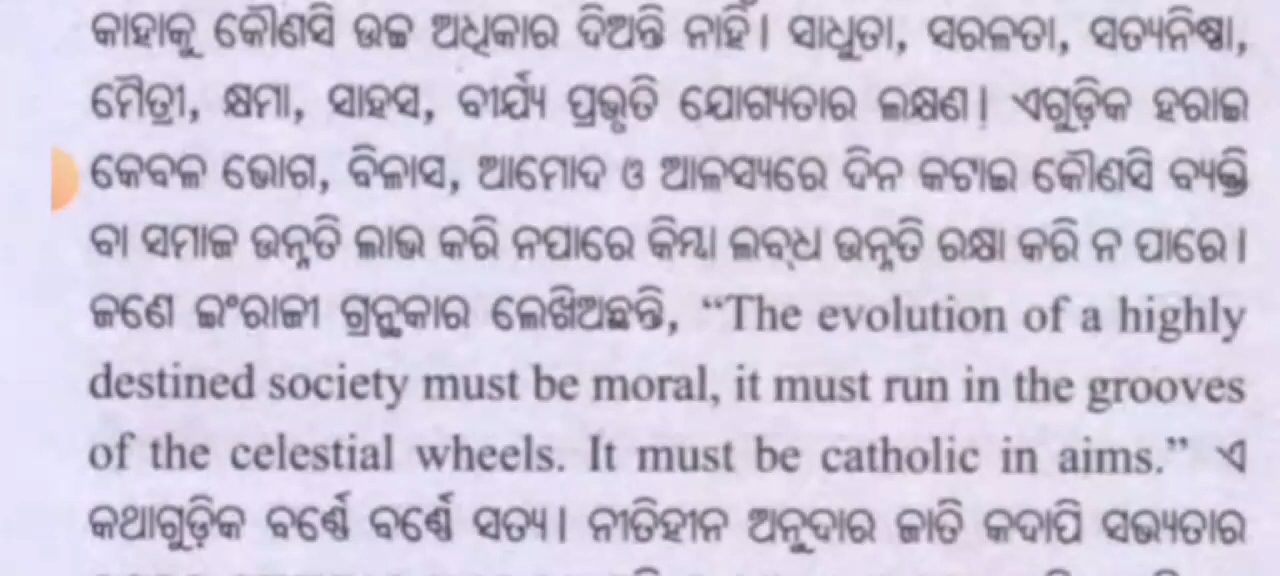 କାହାକୁ କୌଣସି ଉଚ୍ଚ ଅଧିକାର ଦିଅନ୍ତି ନାହିଁ। ସାଧୁତା, ସରଳତା, ସତ୍ୟନିଷ୍ଠା,
ମୈତ୍ରୀ, କ୍ଷମା, ସାହସ, ବୀର୍ଯ୍ୟ ପ୍ରଭୃତି ଯୋଗ୍ୟତାର ଲକ୍ଷଣ। ଏଗୁଡ଼ିକ ହରାଇ
କେବଳ ଭୋଗ, ବିଳାସ, ଆମୋଦ ଓ ଆଳସ୍ୟରେ ଦିନ କଟାଇ କୌଣସି ବ୍ୟକ୍ତି
ବା ସମାଜ ଉନ୍ନତି ଲାଭ କରି ନପାରେ କିମ୍ବା ଲବ୍‌ଧ ଉନ୍ନତି ରକ୍ଷା କରି ନ ପାରେ।
ଜଣେ ଇଂରାଜୀ ଗ୍ରନ୍ଥକାର ଲେଖିଅଛନ୍ତି, “The evolution of a highly
destined society must be moral, it must run in the grooves
of the celestial wheels. It must be catholic in aims.” ଏ
କଥାଗୁଡ଼ିକ ବର୍ଣ୍ଣେ ବର୍ଣ୍ଣେ ସତ୍ୟ। ନୀତିହୀନ ଅନୁଦାର ଜାତି କଦାପି ସଭ୍ୟତାର